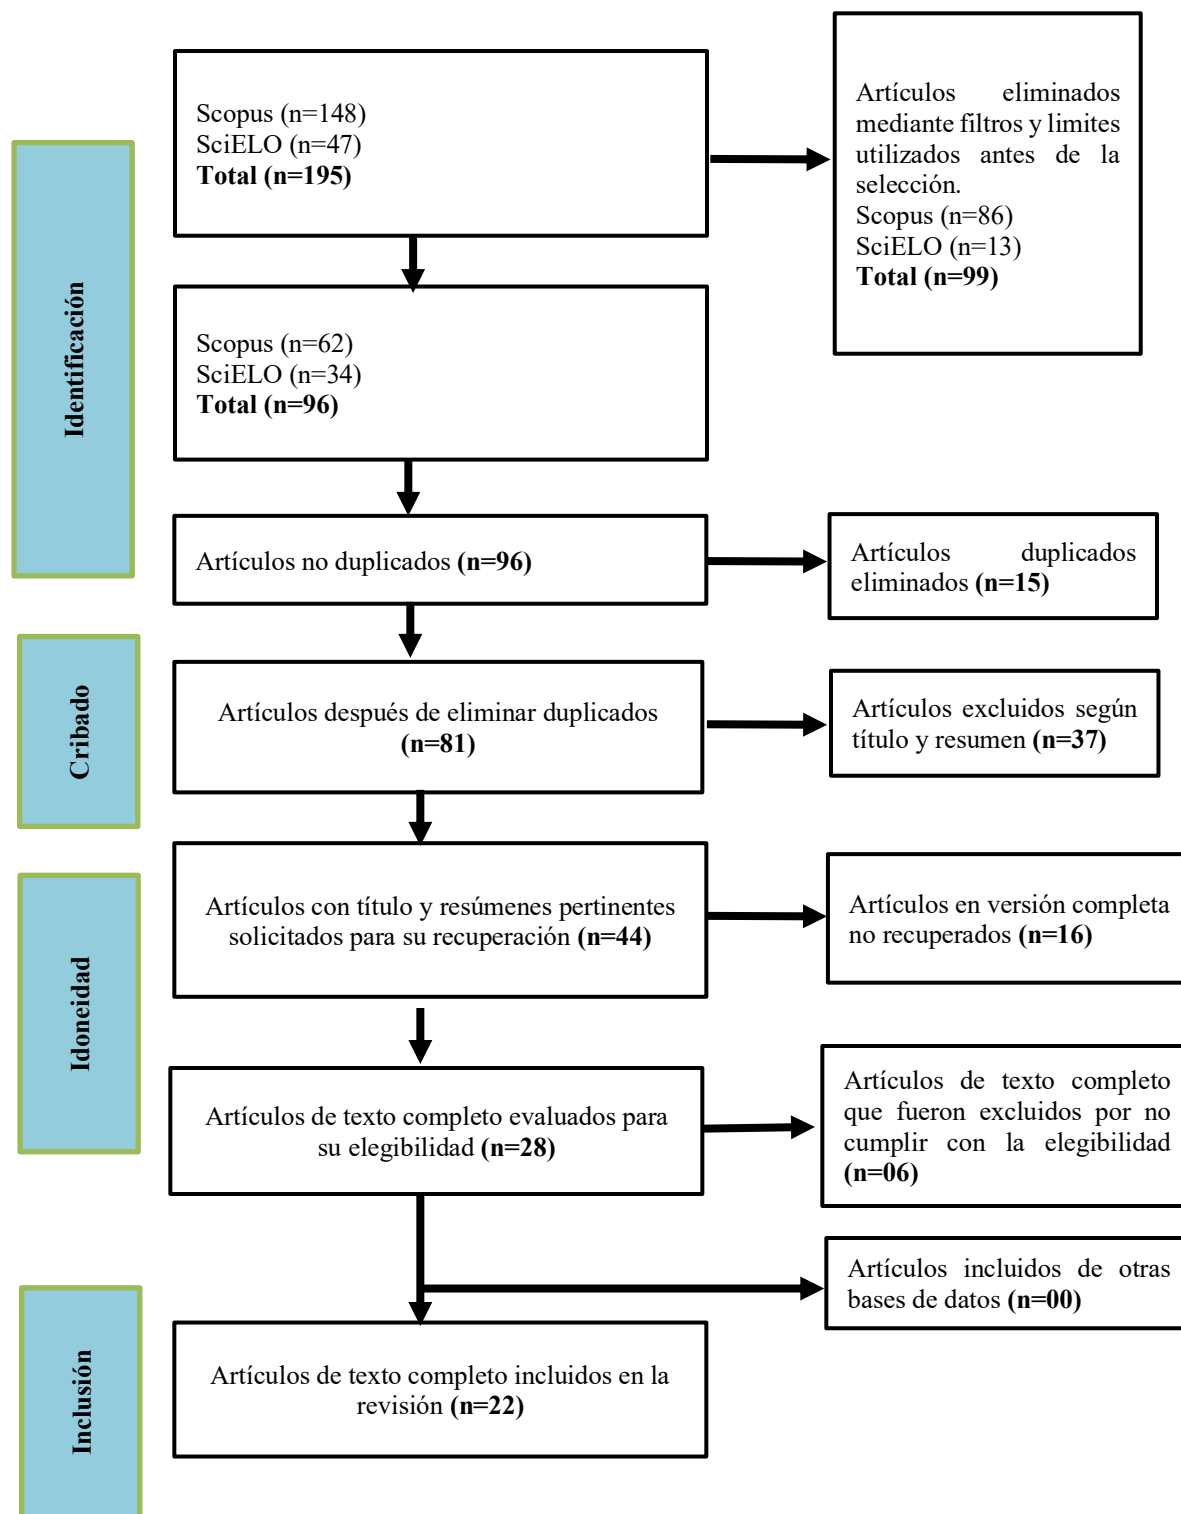 Identificación
Scopus (n=148)
SciELO (n=47)
Total (n=195)
Artículos eliminados
mediante filtros y limites
utilizados antes de la
selección.
Scopus (n=86)
SciELO (n=13)
Total (n=99)
Scopus (n=62)
SciELO (n=34)
Total (n=96)
Artículos no duplicados (n=96)
Artículos duplicados
eliminados (n=15)
Cribado
Artículos después de eliminar duplicados
(n=81)
Artículos excluidos según
título y resumen (n=37)
Idoneidad
Artículos con título y resúmenes pertinentes
solicitados para su recuperación (n=44)
Artículos en versión completa
no recuperados (n=16)
Artículos de texto completo evaluados para
su elegibilidad (n=28)
Artículos de texto completo
que fueron excluidos por no
cumplir con la elegibilidad
(n=06)
Inclusión
Artículos incluidos de otras
bases de datos (n=00)
Artículos de texto completo incluidos en la
revisión (n=22)